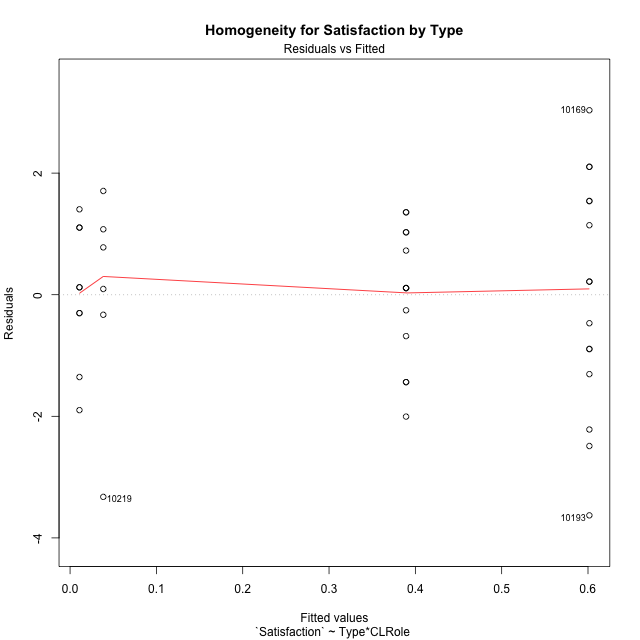 Homogeneity for Satisfaction by Type
Residuals vs Fitted
10169
2
0
Residuals
-2
10219
10193
-4
0.0 0.1 0.2 0.3 0.4 0.5 0.6
Fitted values
`Satisfaction` ~ Type*CLRole